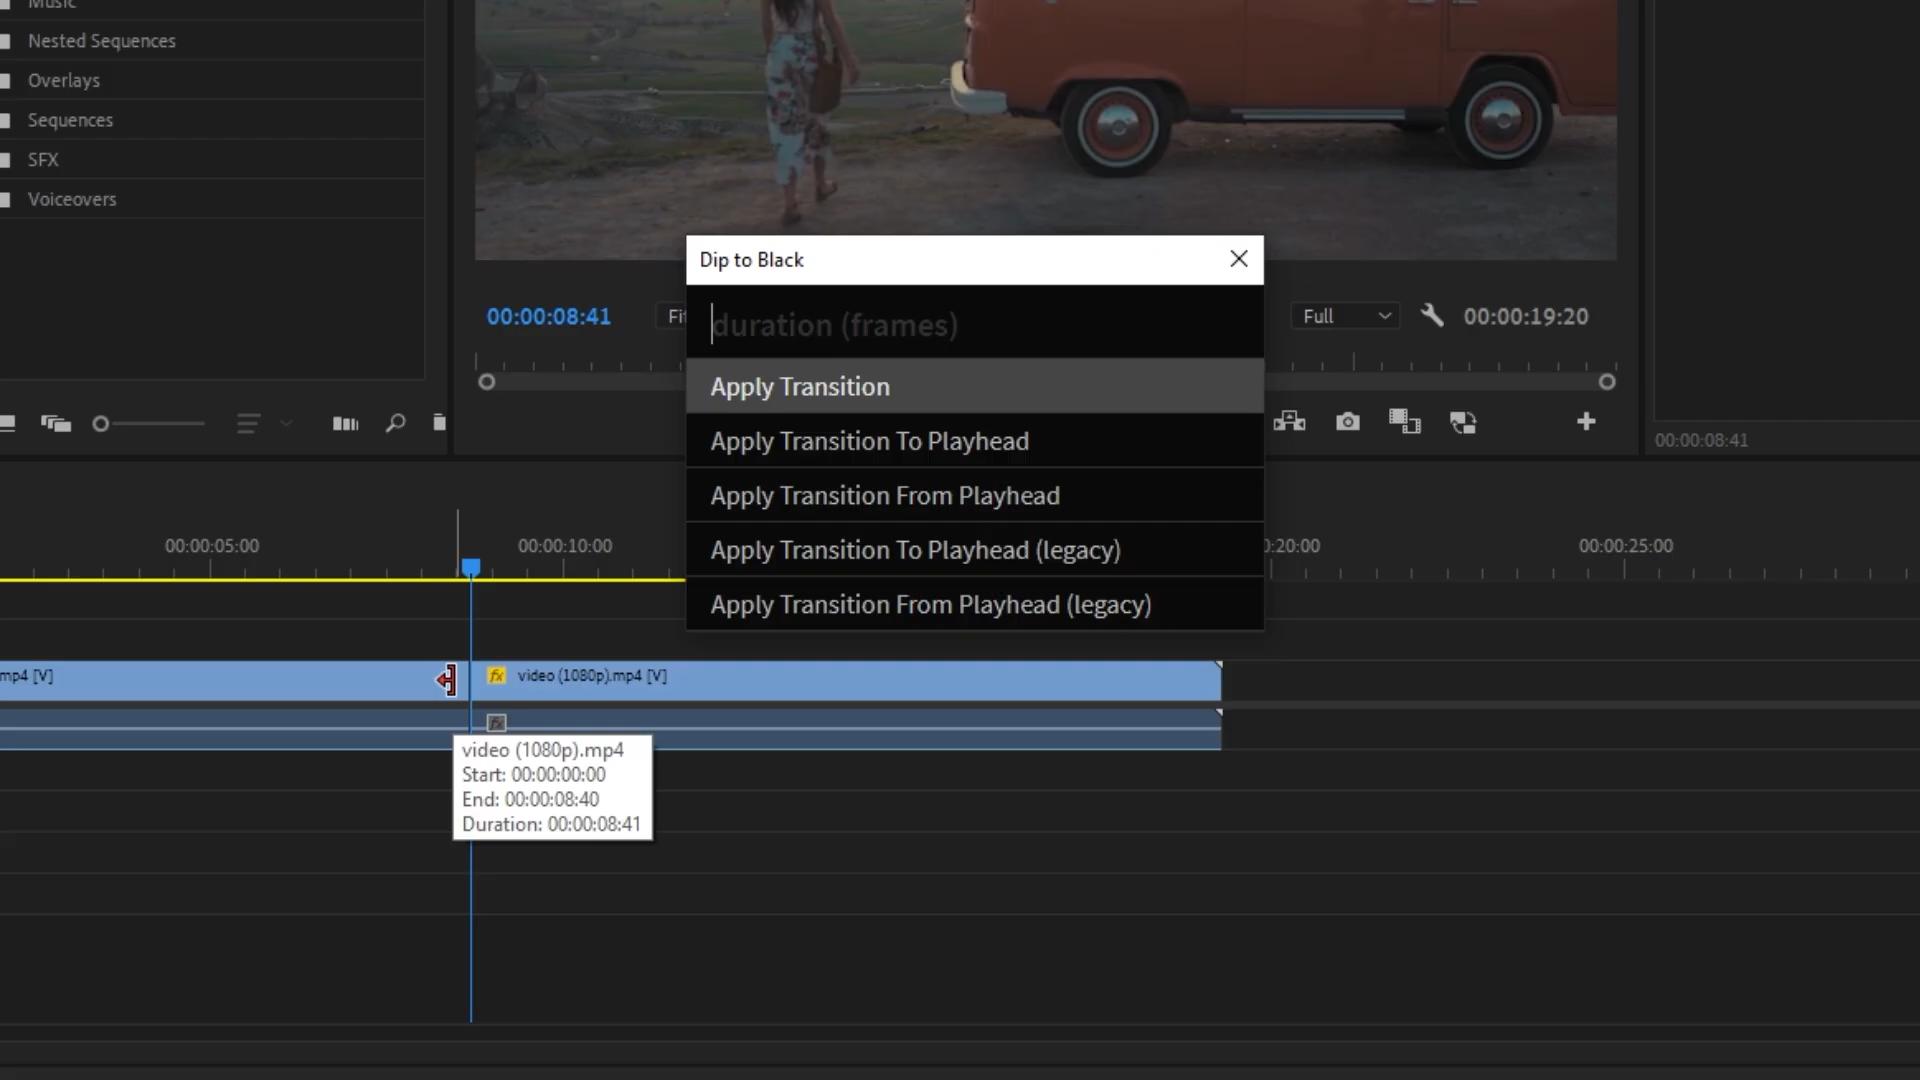 Music
Nested Sequences
Overlays
Sequences
SFX
Voiceovers
Dip to Black
duration (frames)
Apply Transition
Apply Transition To Playhead
Apply Transition From Playhead
Apply Transition To Playhead (legacy)
Apply Transition From Playhead (legacy)
00:00:08:41
Fit
Full
00:00:19:20
00:00:08:41
00:00:05:00
00:00:10:00
0:20:00
00:00:25:00
mp4 [V]
fx
video (1080p).mp4 [V]
fx
video (1080p).mp4
Start: 00:00:00:00
End: 00:00:08:40
Duration: 00:00:08:41